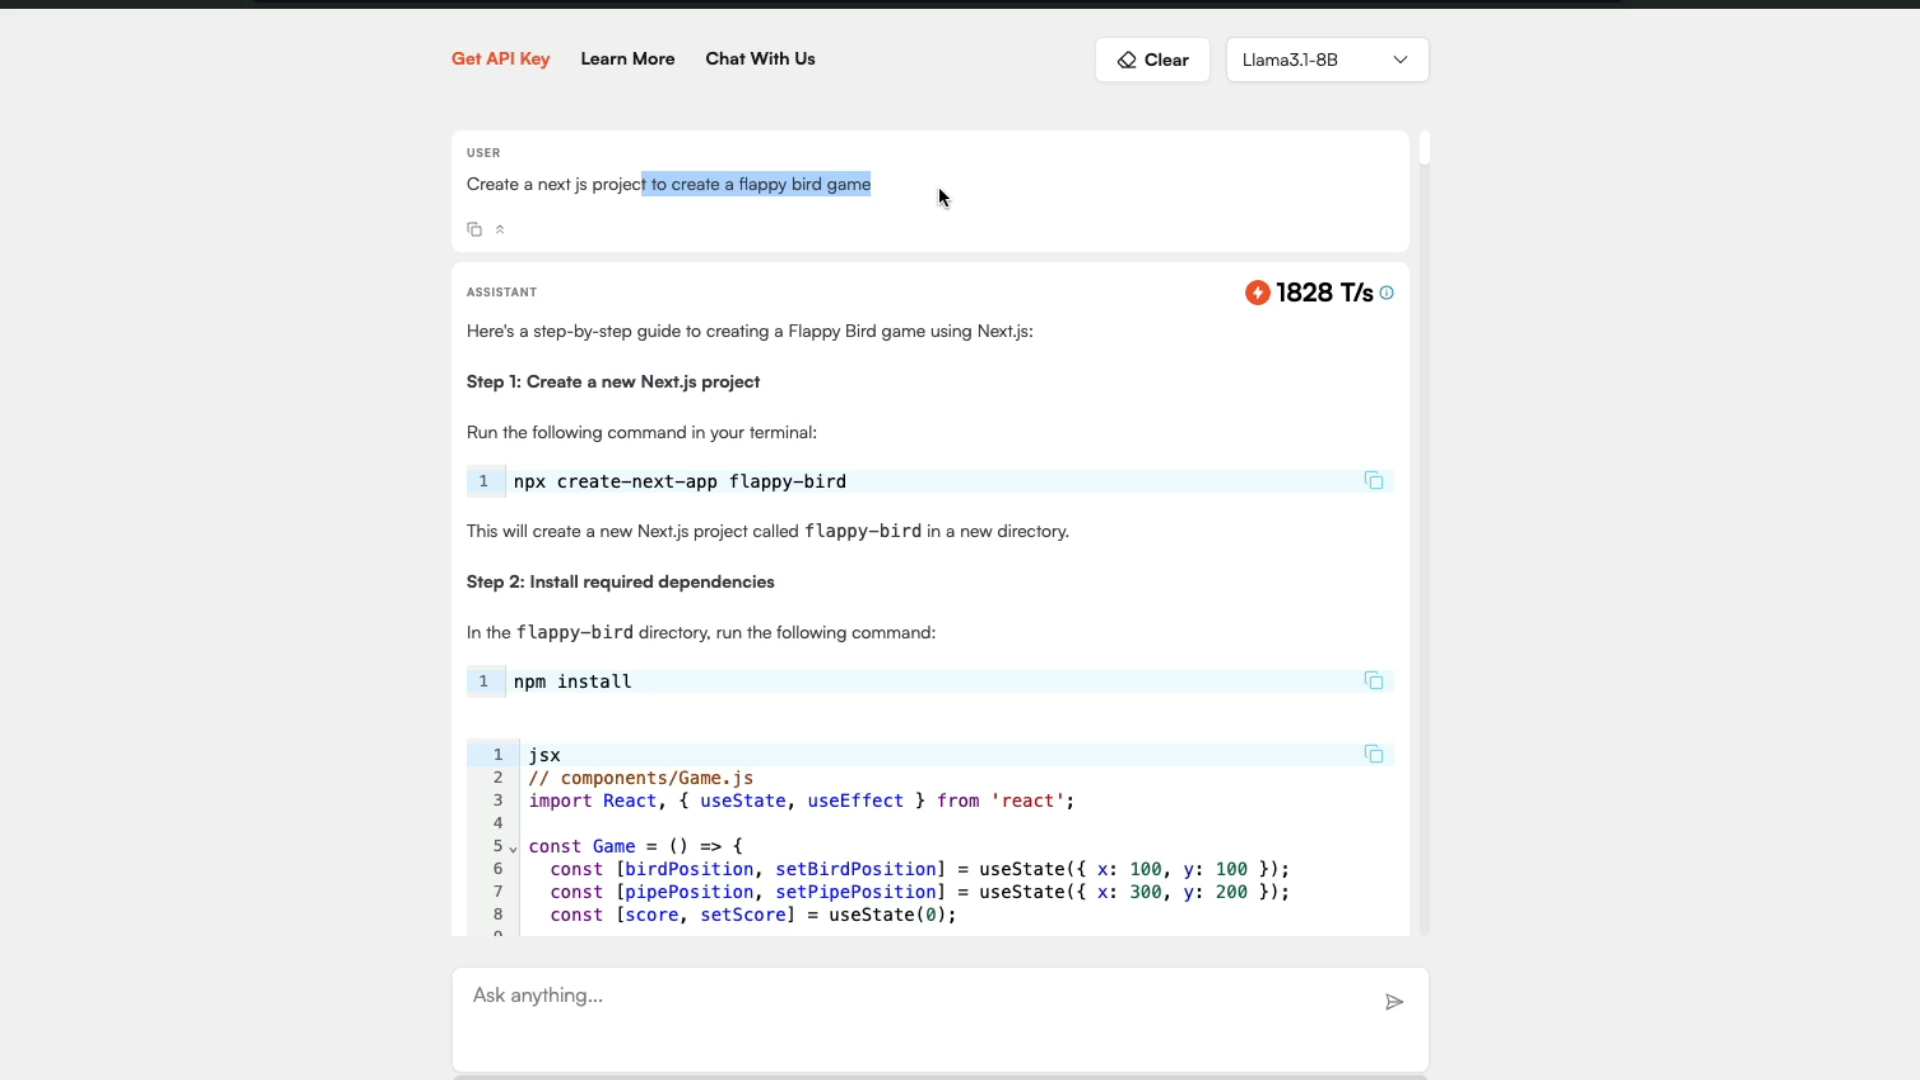 Get API Key Learn More Chat With Us Clear Llama3.1-8B
USER
Create a next js project to create a flappy bird game
ASSISTANT 1828 T/s
Here's a step-by-step guide to creating a Flappy Bird game using Next.js:
Step 1: Create a new Next.js project
Run the following command in your terminal:
1 npx create-next-app flappy-bird
This will create a new Next.js project called flappy-bird in a new directory.
Step 2: Install required dependencies
In the flappy-bird directory, run the following command:
1 npm install
1 jsx
2 // components/Game.js
3 import React, { useState, useEffect } from 'react';
4
5 const Game = () => {
6 const [birdPosition, setBirdPosition] = useState({ x: 100, y: 100 });
7 const [pipePosition, setPipePosition] = useState({ x: 300, y: 200 });
8 const [score, setScore] = useState(0);
Ask anything...